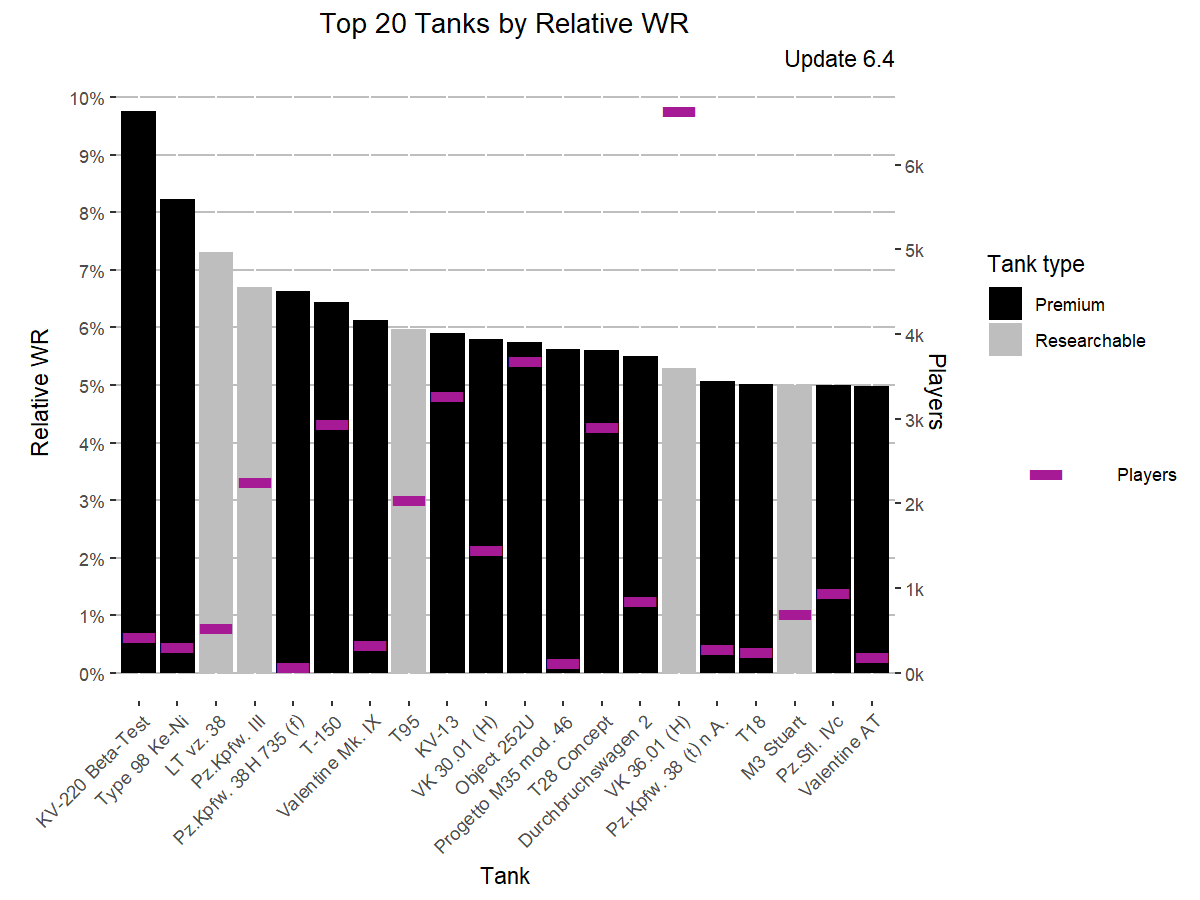 Top 20 Tanks by Relative WR
Update 6.4
10%
9%
8%
7%
6%
5%
4%
3%
2%
1%
0%
Relative WR
6k
5k
4k
3k
2k
1k
0k
Players
KV-220 Beta-Test
Type 98 Ke-Ni
LT vz. 38
Pz.Kpfw. III
Pz.Kpfw. 38H 735 (f)
T-150
Valentine Mk. IX
T95
KV-13
VK 30.01 (H)
Object 252U
Progetto M35 mod. 46
T28 Concept
Durchbruchswagen 2
VK 36.01 (H)
Pz.Kpfw. 38 (t) n A.
T18
M3 Stuart
Pz.Sfl. IVc
Valentine AT
Tank
Tank type
Premium
Researchable
Players